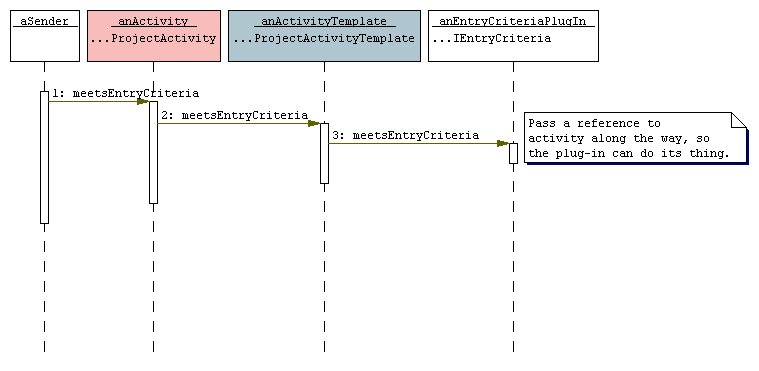 aSender
anActivity
...ProjectActivity
anActivityTemplate
...ProjectActivityTemplate
anEntryCriteriaPlugIn
...IEntryCriteria
1: meetsEntryCriteria
2: meetsEntryCriteria
3: meetsEntryCriteria
Pass a reference to
activity along the way, so
the plug-in can do its thing.